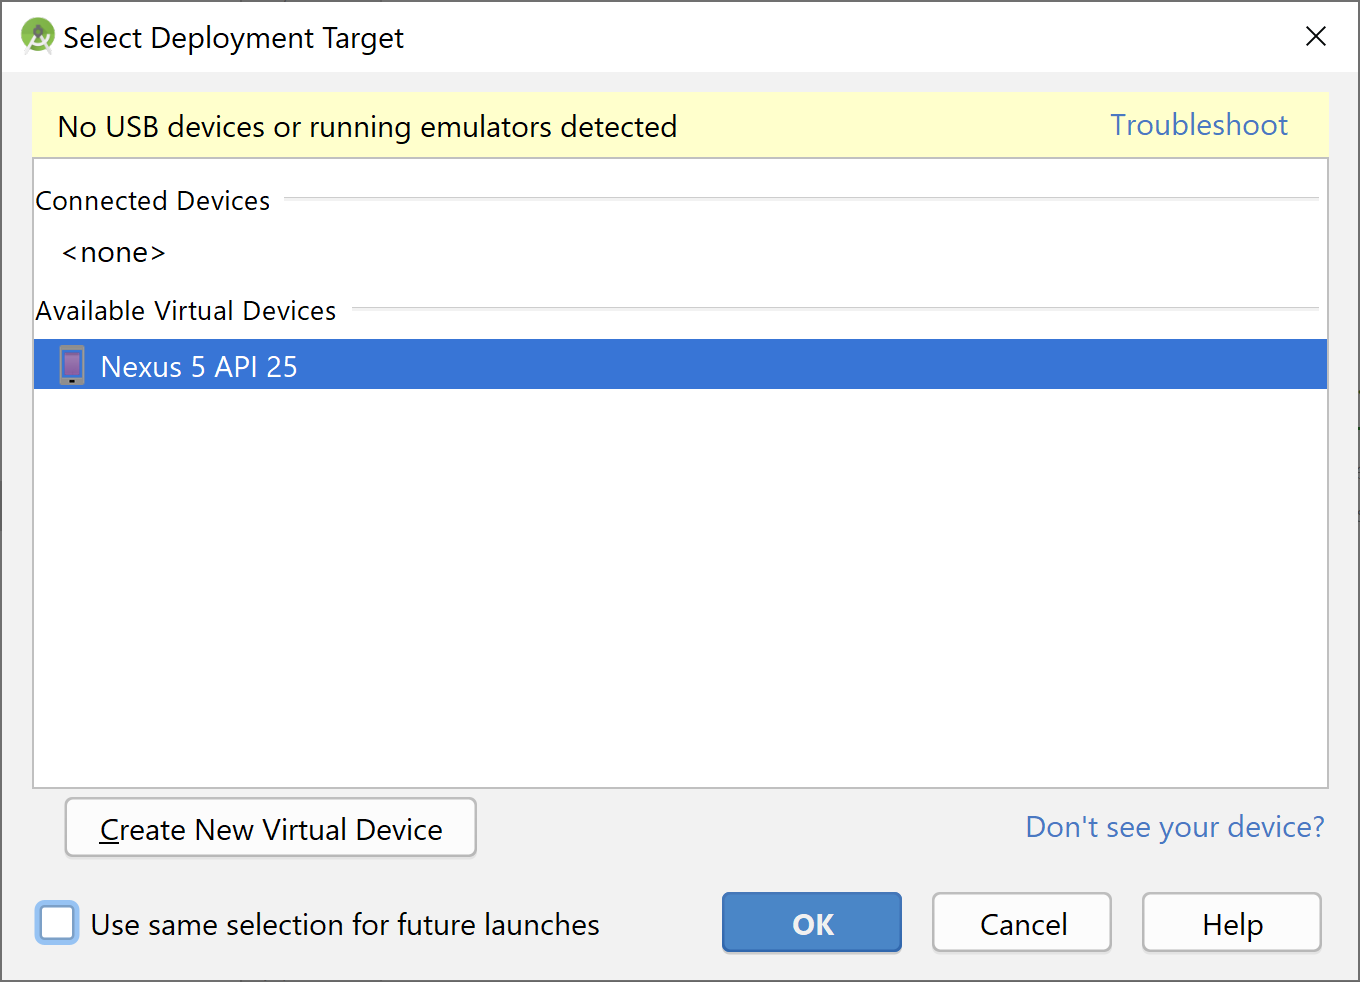 Select Deployment Target
No USB devices or running emulators detected Troubleshoot
Connected Devices
<none>
Available Virtual Devices
Nexus 5 API 25
Create New Virtual Device Don't see your device?
Use same selection for future launches OK Cancel Help